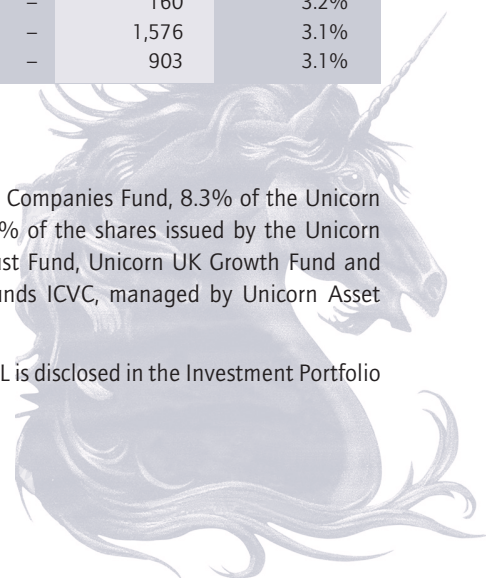 – 160 3.2%
– 1,576 3.1%
– 903 3.1%
Companies Fund, 8.3% of the Unicorn
% of the shares issued by the Unicorn
ust Fund, Unicorn UK Growth Fund and
unds ICVC, managed by Unicorn Asset
L is disclosed in the Investment Portfolio